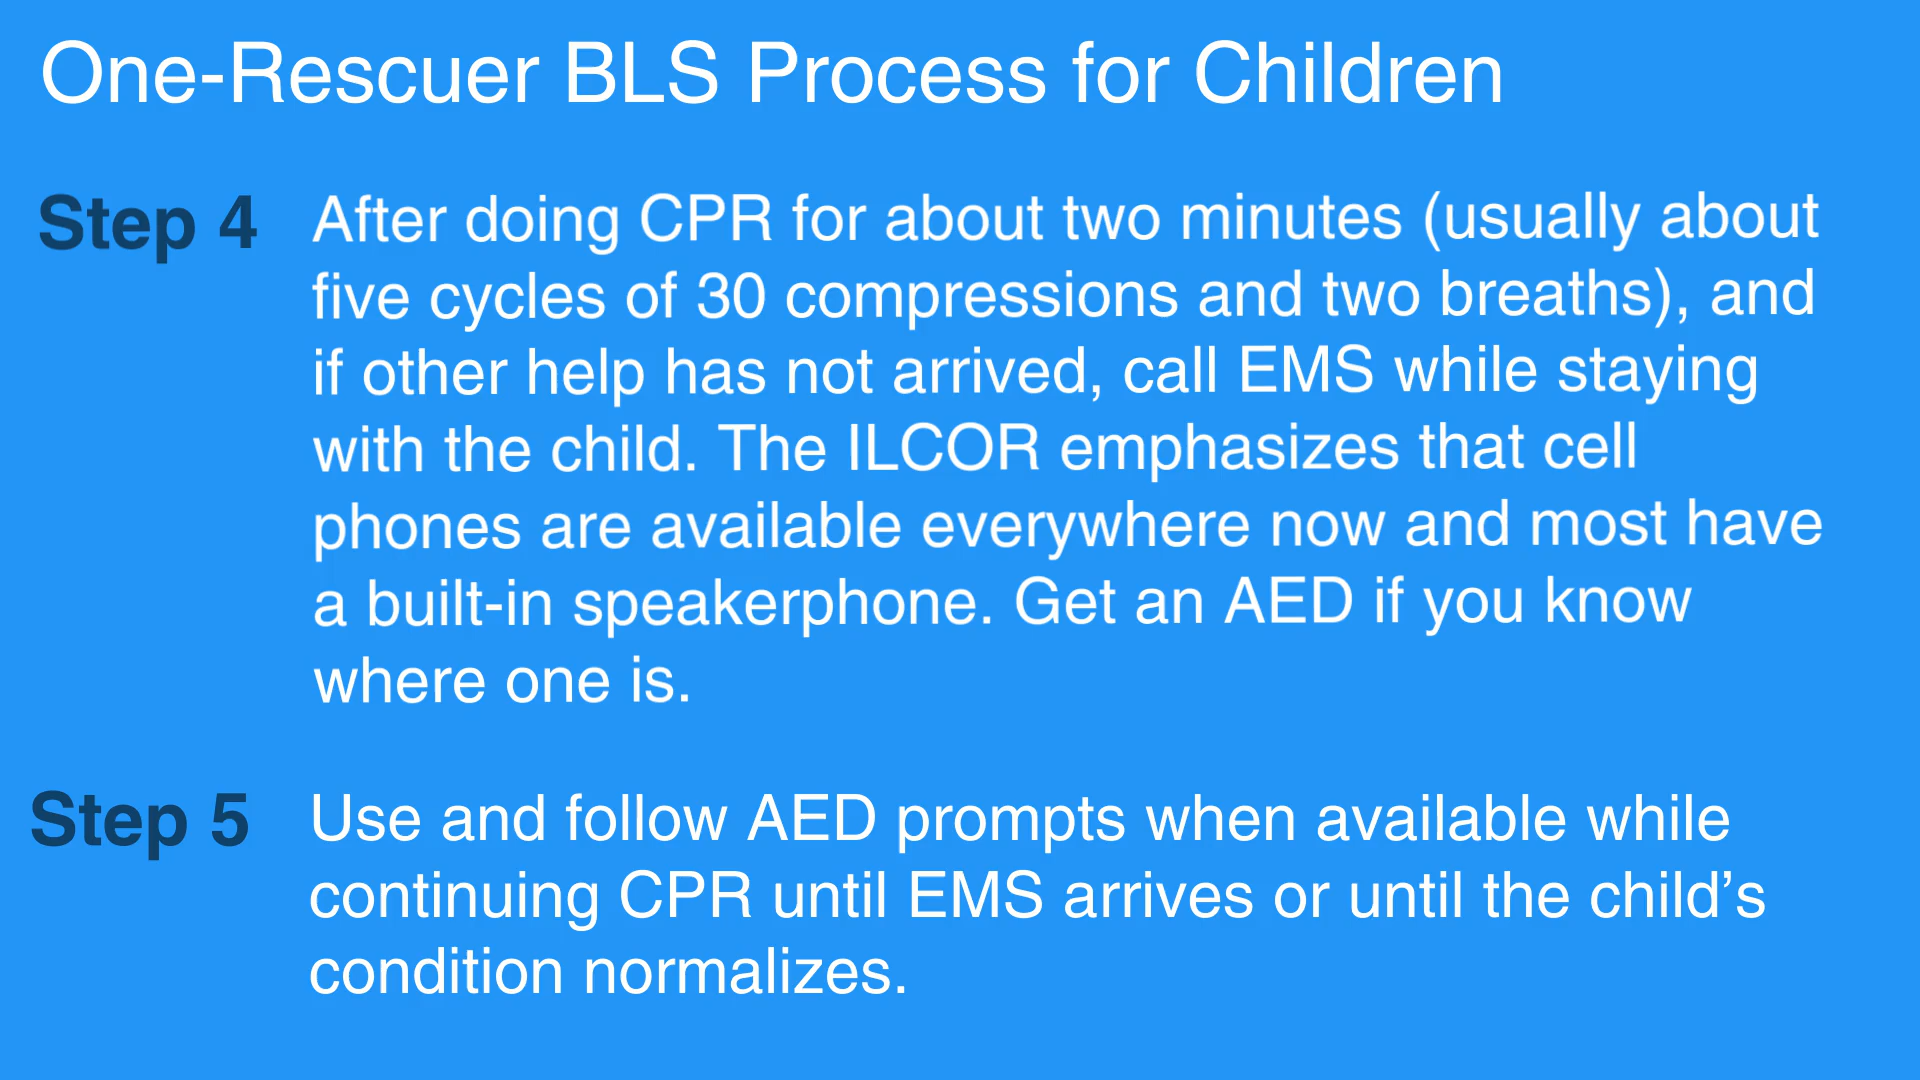 One-Rescuer BLS Process for Children
Step 4 After doing CPR for about two minutes (usually about
five cycles of 30 compressions and two breaths), and
if other help has not arrived, call EMS while staying
with the child. The ILCOR emphasizes that cell
phones are available everywhere now and most have
a built-in speakerphone. Get an AED if you know
where one is.
Step 5 Use and follow AED prompts when available while
continuing CPR until EMS arrives or until the child’s
condition normalizes.